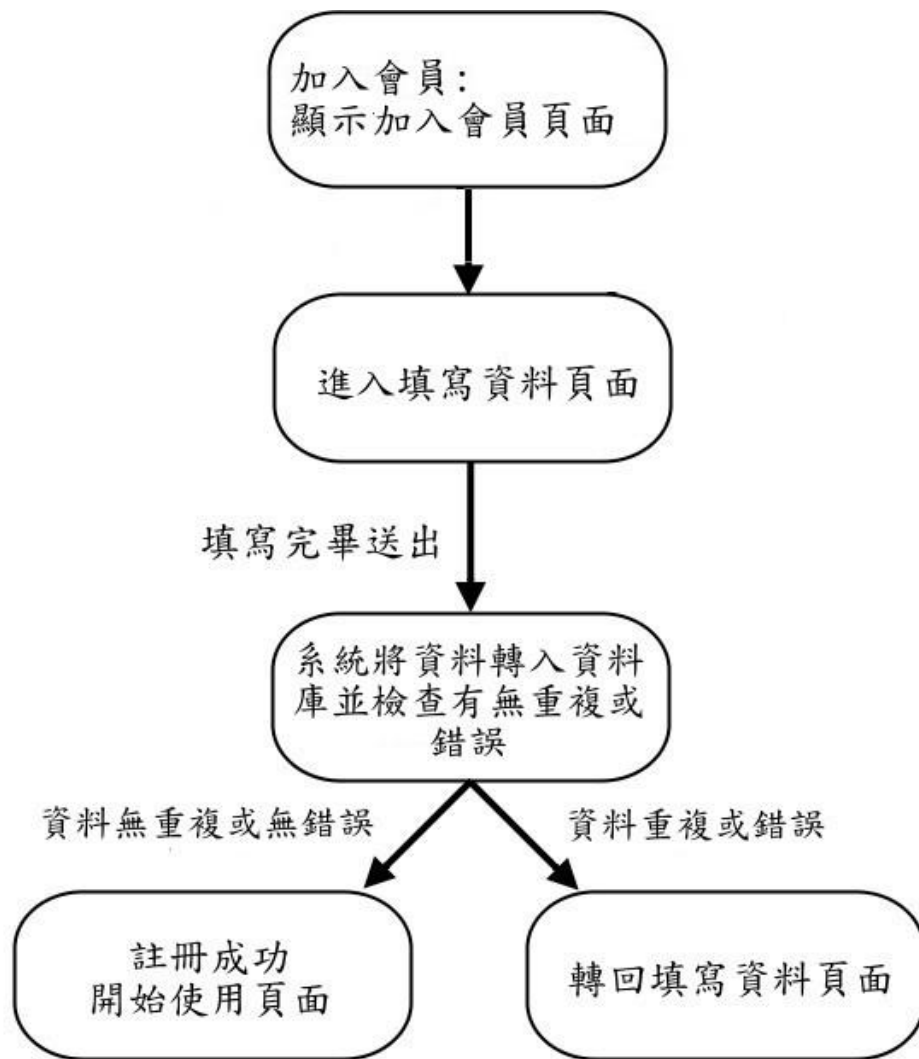 加入會員:
顯示加入會員頁面
進入填寫資料頁面
填寫完畢送出
系統將資料轉入資料
庫並檢查有無重複或
錯誤
資料無重複或無錯誤
資料重複或錯誤
註冊成功
開始使用頁面
轉回填寫資料頁面